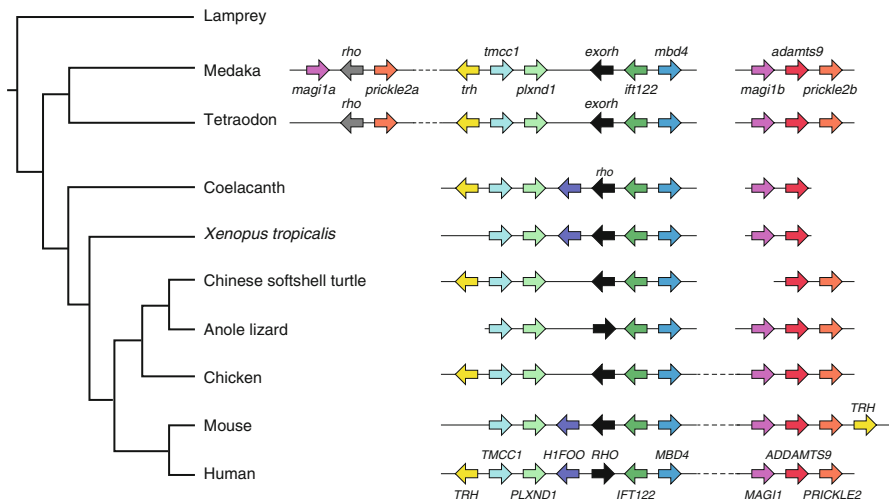 Lamprey
rho tmcc1 exorh mbd4 adamts9
Medaka
magi1a prickle2a trh plxnd1 ift122 magi1b prickle2b
rho exorh
Tetraodon
rho
Coelacanth
Xenopus tropicalis
Chinese softshell turtle
Anole lizard
Chicken
TRH
Mouse
TMCC1 H1FOO RHO MBD4 ADDAMTS9
Human
TRH PLXND1 IFT122 MAGI1 PRICKLE2